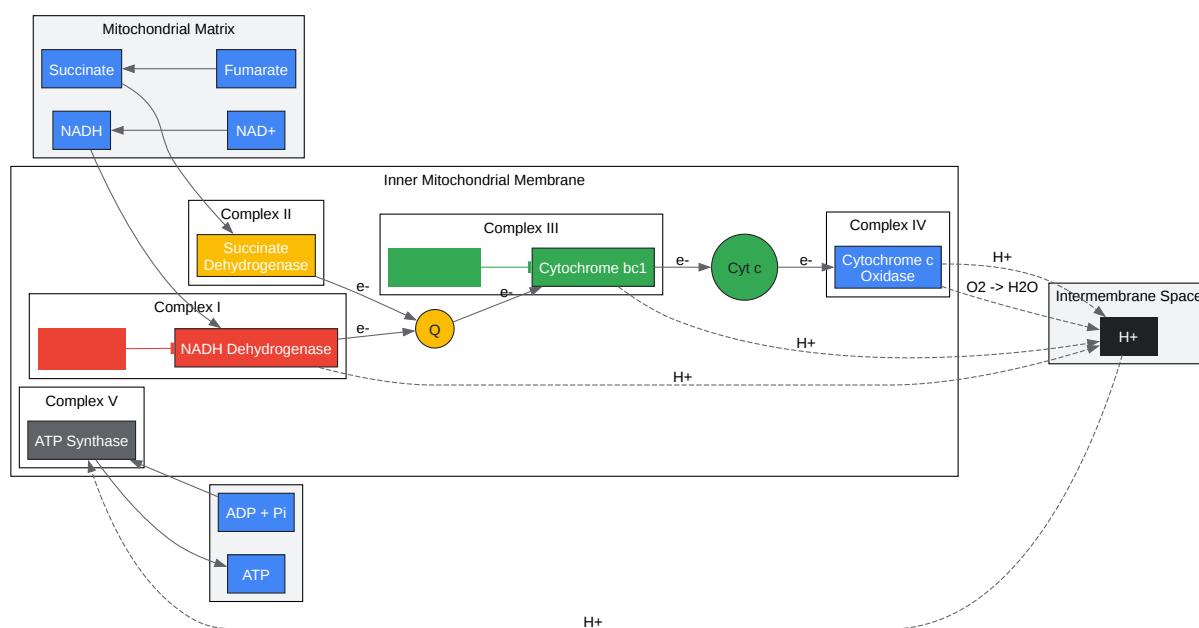 Mitochondrial Matrix
Succinate
Fumarate
NADH
NAD+
Inner Mitochondrial Membrane
Complex II
Succinate
Dehydrogenase
Complex III
Cytochrome bc1
e-
Cyt c
e-
Complex IV
Cytochrome c
Oxidase
H+
O2 -> H2O
Intermembrane Space
H+
e-
e-
Complex I
NADH Dehydrogenase
e-
Q
H+
H+
Complex V
ATP Synthase
ADP + Pi
ATP
H+